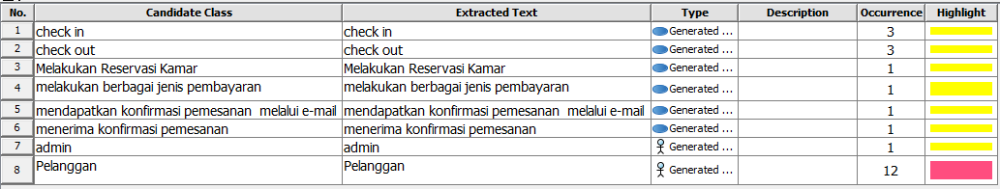 No. Candidate Class Extracted Text Type Description Occurrence Highlight
1 check in check in Generated ... 3
2 check out check out Generated ... 3
3 Melakukan Reservasi Kamar Melakukan Reservasi Kamar Generated ... 1
4 melakukan berbagai jenis pembayaran melakukan berbagai jenis pembayaran Generated ... 1
5 mendapatkan konfirmasi pemesanan melalui e-mail mendapatkan konfirmasi pemesanan melalui e-mail Generated ... 1
6 menerima konfirmasi pemesanan menerima konfirmasi pemesanan Generated ... 1
7 admin admin Generated ... 1
8 Pelanggan Pelanggan Generated ... 12